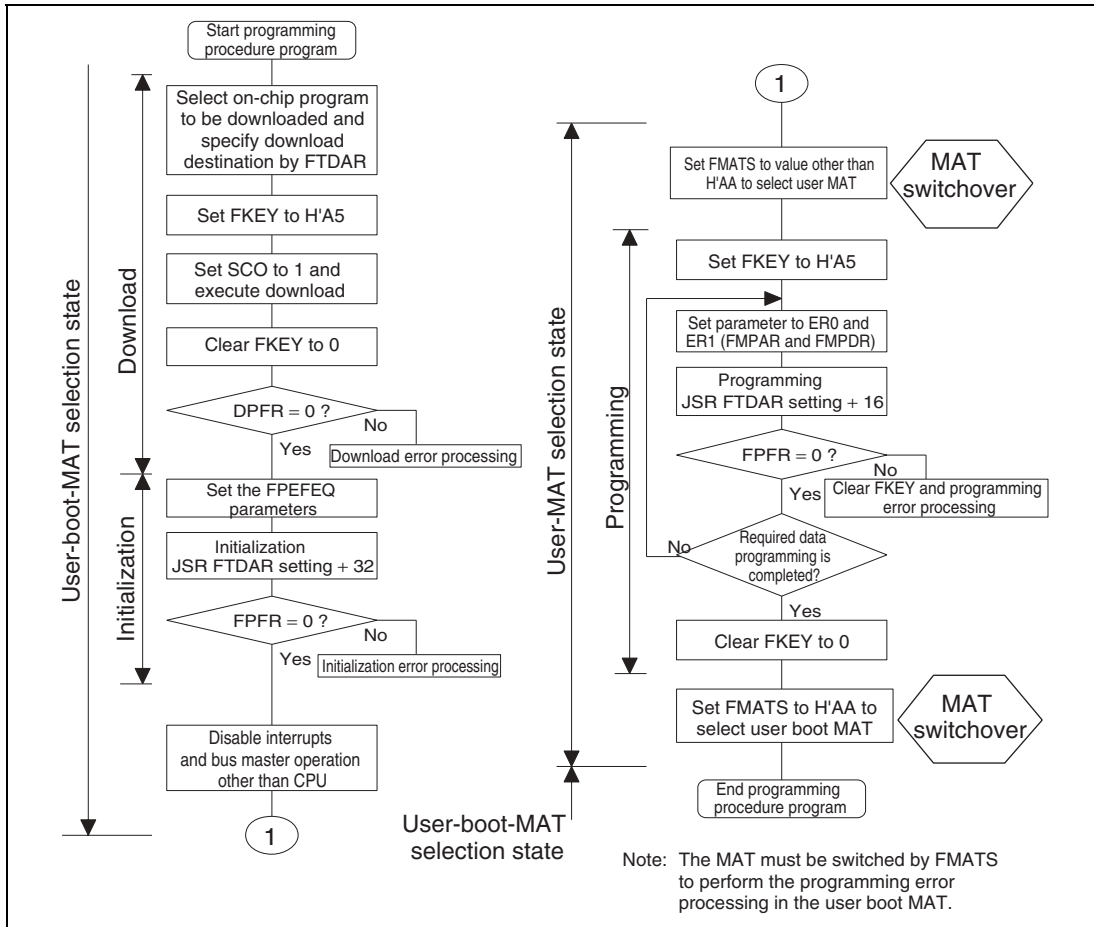 Start programming
procedure program
Select on-chip program
to be downloaded and
specify download
destination by FTDAR
Set FKEY to H'A5
Set SCO to 1 and
execute download
Clear FKEY to 0
DPFR = 0 ?
No
Yes
Download error processing
Set the FPEFEQ
parameters
Initialization
JSR FTDAR setting + 32
FPFR = 0 ?
No
Yes
Initialization error processing
Disable interrupts
and bus master operation
other than CPU
1
User-boot-MAT selection state
Download
Initialization
1
Set FMATS to value other than
H'AA to select user MAT
MAT
switchover
Set FKEY to H'A5
Set parameter to ER0 and
ER1 (FMPAR and FMPDR)
Programming
JSR FTDAR setting + 16
FPFR = 0 ?
No
Yes
Clear FKEY and programming
error processing
Required data
programming is
completed?
No
Yes
Clear FKEY to 0
Set FMATS to H'AA to
select user boot MAT
MAT
switchover
End programming
procedure program
User-MAT selection state
Programming
User-boot-MAT
selection state
Note: The MAT must be switched by FMATS
to perform the programming error
processing in the user boot MAT.